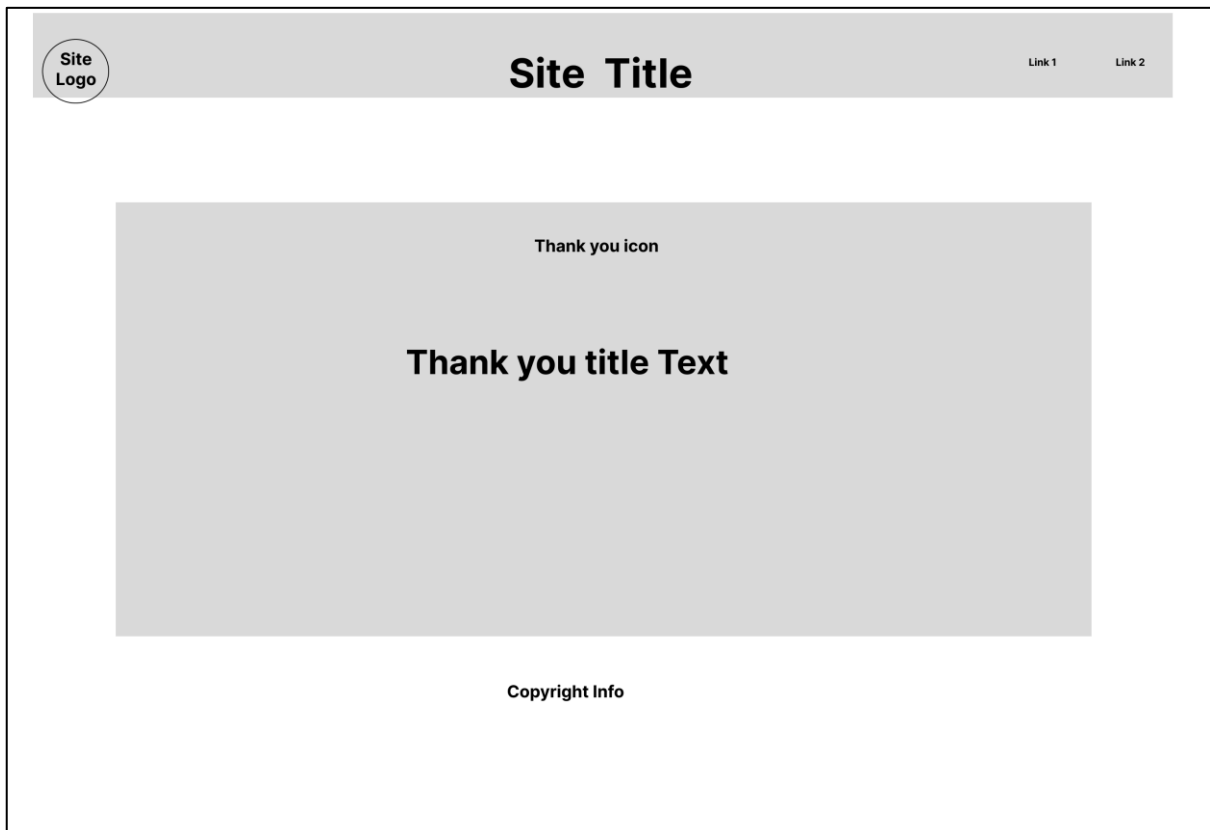 Site
Logo
Site Title
Link 1
Link 2
Thank you icon
Thank you title Text
Copyright Info